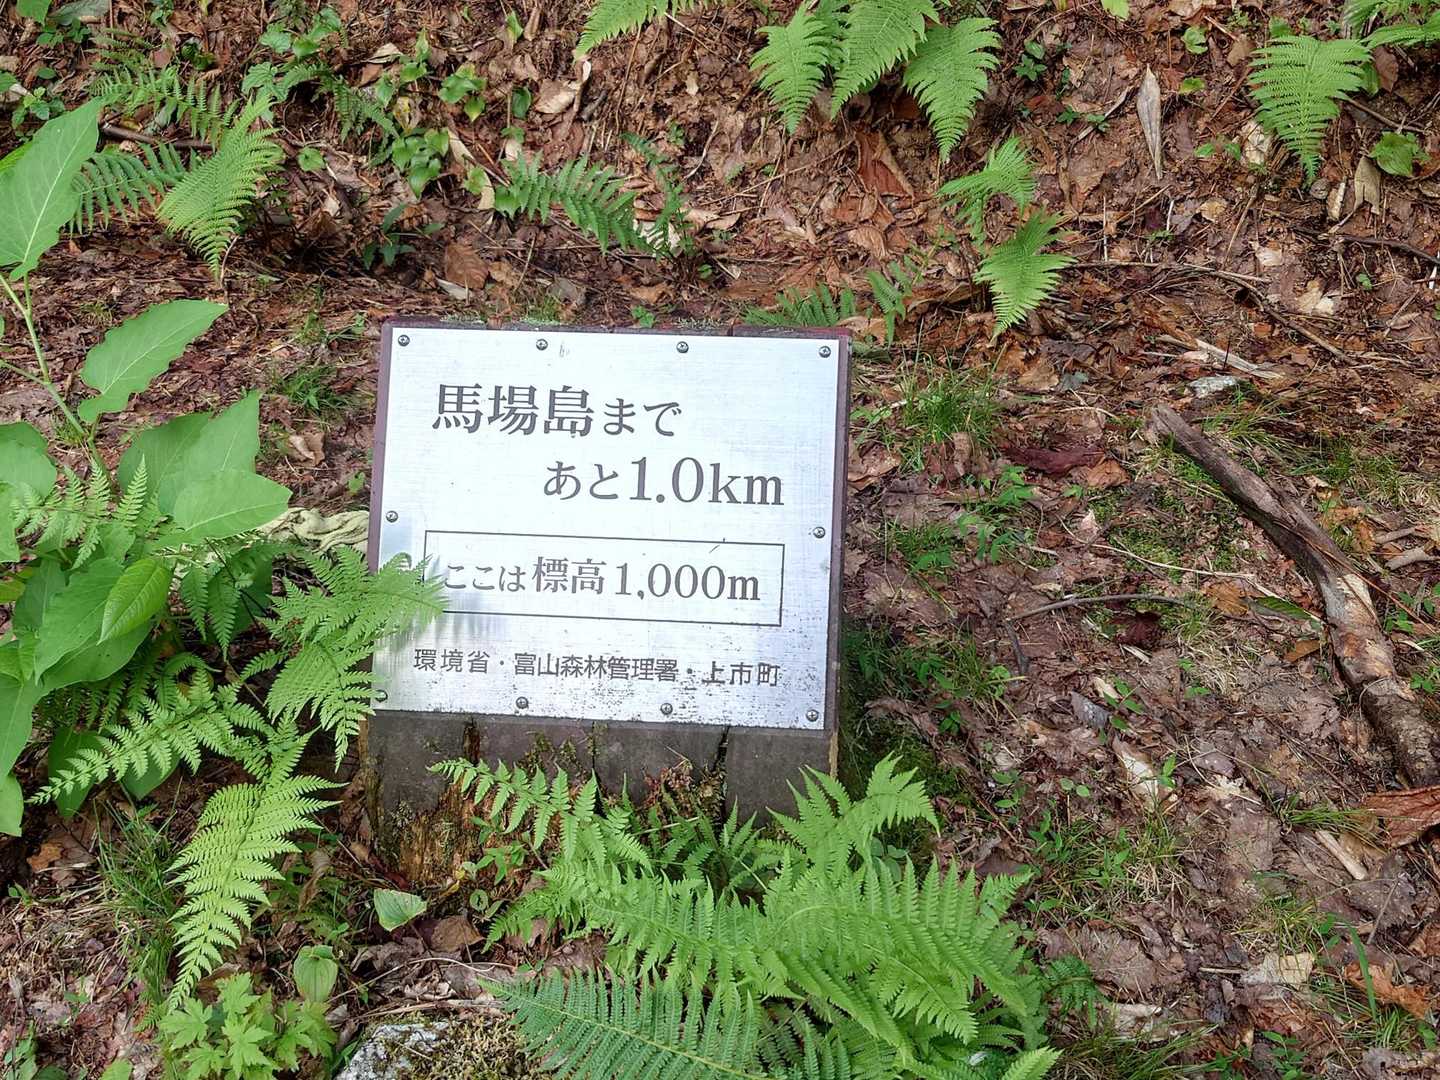 馬場島まで
あと1.0km
ここは標高1,000m
環境省・富山森林管理署・上市町